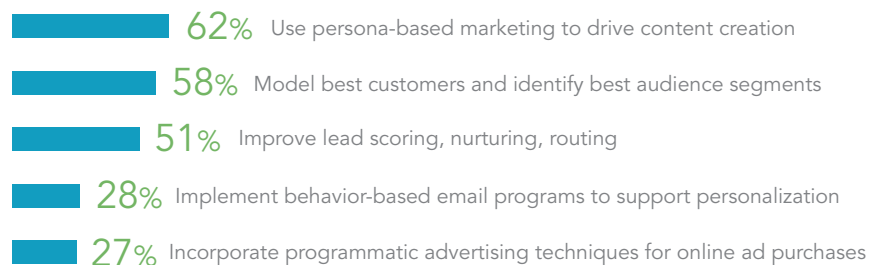 62% Use persona-based marketing to drive content creation
58% Model best customers and identify best audience segments
51% Improve lead scoring, nurturing, routing
28% Implement behavior-based email programs to support personalization
27% Incorporate programmatic advertising techniques for online ad purchases